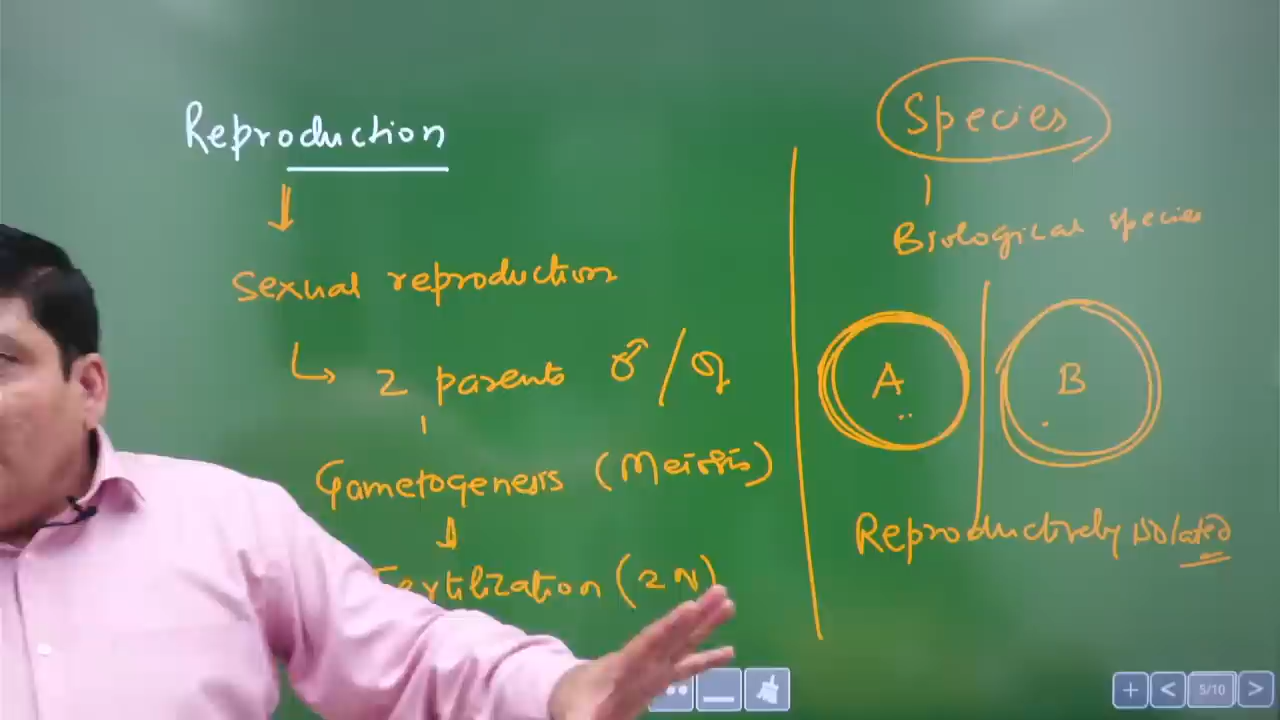 Reproduction
Sexual reproduction
2 parents ♂/♀
Gametogenesis (Meiosis)
Fertilization (2N)
Species
Biological species
A
B
Reproductively isolated
5/10